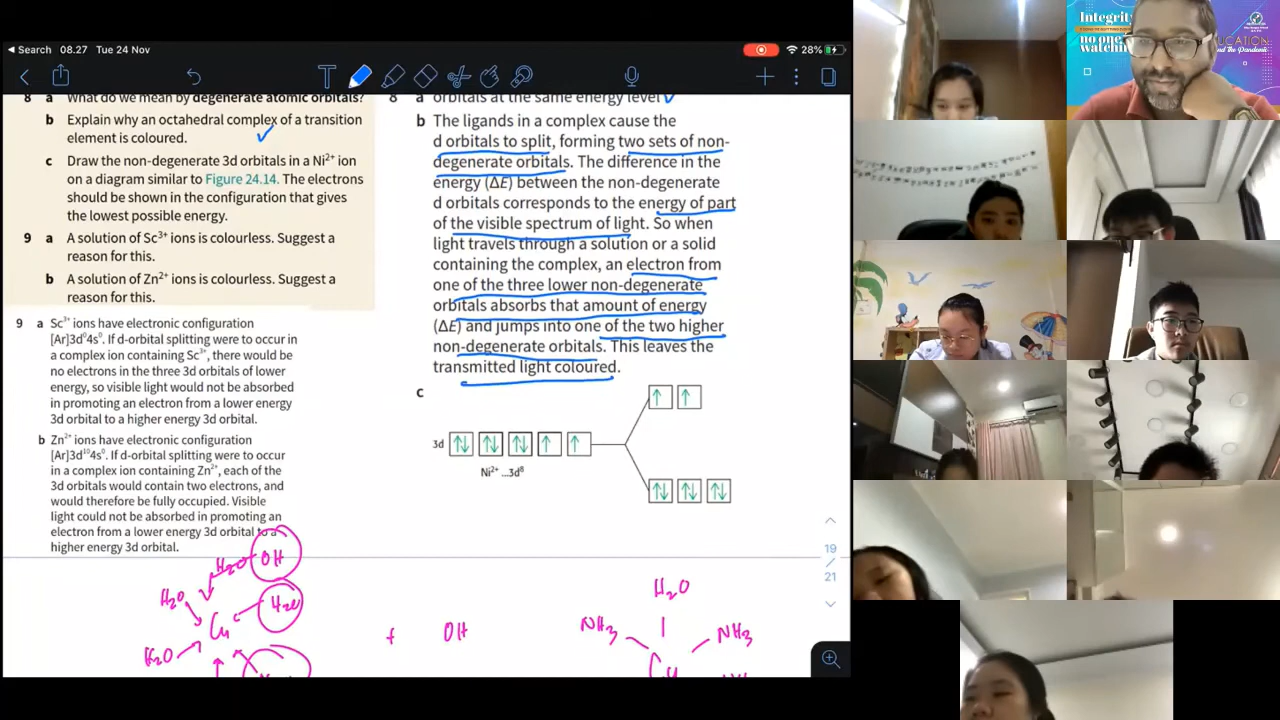 Search 08.27 Tue 24 Nov
28%
8 a What do we mean by degenerate atomic orbitals?
b Explain why an octahedral complex of a transition
element is coloured.
c Draw the non-degenerate 3d orbitals in a Ni²⁺ ion
on a diagram similar to Figure 24.14. The electrons
should be shown in the configuration that gives
the lowest possible energy.
9 a A solution of Sc³⁺ ions is colourless. Suggest a
reason for this.
b A solution of Zn²⁺ ions is colourless. Suggest a
reason for this.
9 a Sc³⁺ ions have electronic configuration
[Ar]3d⁰4s⁰. If d-orbital splitting were to occur in
a complex ion containing Sc³⁺, there would be
no electrons in the three 3d orbitals of lower
energy, so visible light would not be absorbed
in promoting an electron from a lower energy
3d orbital to a higher energy 3d orbital.
b Zn²⁺ ions have electronic configuration
[Ar]3d¹⁰4s⁰. If d-orbital splitting were to occur
in a complex ion containing Zn²⁺, each of the
3d orbitals would contain two electrons, and
would therefore be fully occupied. Visible
light could not be absorbed in promoting an
electron from a lower energy 3d orbital to a
higher energy 3d orbital.
8 a orbitals at the same energy level
b The ligands in a complex cause the
d orbitals to split, forming two sets of non-
degenerate orbitals. The difference in the
energy (ΔE) between the non-degenerate
d orbitals corresponds to the energy of part
of the visible spectrum of light. So when
light travels through a solution or a solid
containing the complex, an electron from
one of the three lower non-degenerate
orbitals absorbs that amount of energy
(ΔE) and jumps into one of the two higher
non-degenerate orbitals. This leaves the
transmitted light coloured.
c
3d
Ni²⁺ ...3d⁸
19
/
21
H₂O OH
H₂O
H₂O
Cu
H₂O
+ OH
H₂O
NH₃ NH₃
Cu
Integrity
no one
watching